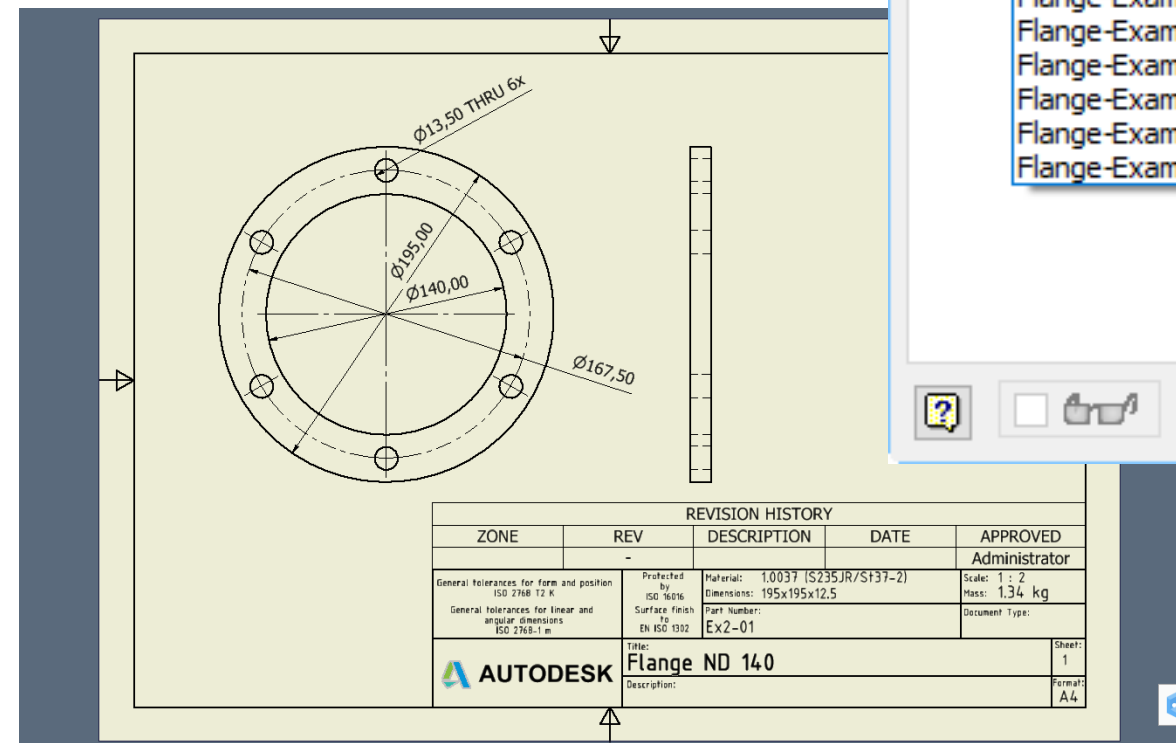 Flange-Exam
Flange-Exam
Flange-Exam
Flange-Exam
Flange-Exam
Ø13,50 THRU 6x
Ø195,00
Ø140,00
Ø167,50
REVISION HISTORY
ZONE REV DESCRIPTION DATE APPROVED
- Administrator
General tolerances for form and position
ISO 2768 T2 K
General tolerances for linear and
angular dimensions
ISO 2768-1 m
Protected
by
ISO 16016
Surface finish
to
EN ISO 1302
Material: 1.0037 (S235JR/St37-2)
Dimensions: 195x195x12.5
Part Number:
Ex2-01
Scale: 1 : 2
Mass: 1.34 kg
Document Type:
AUTODESK
Title:
Flange ND 140
Description:
Sheet:
1
Format:
A4